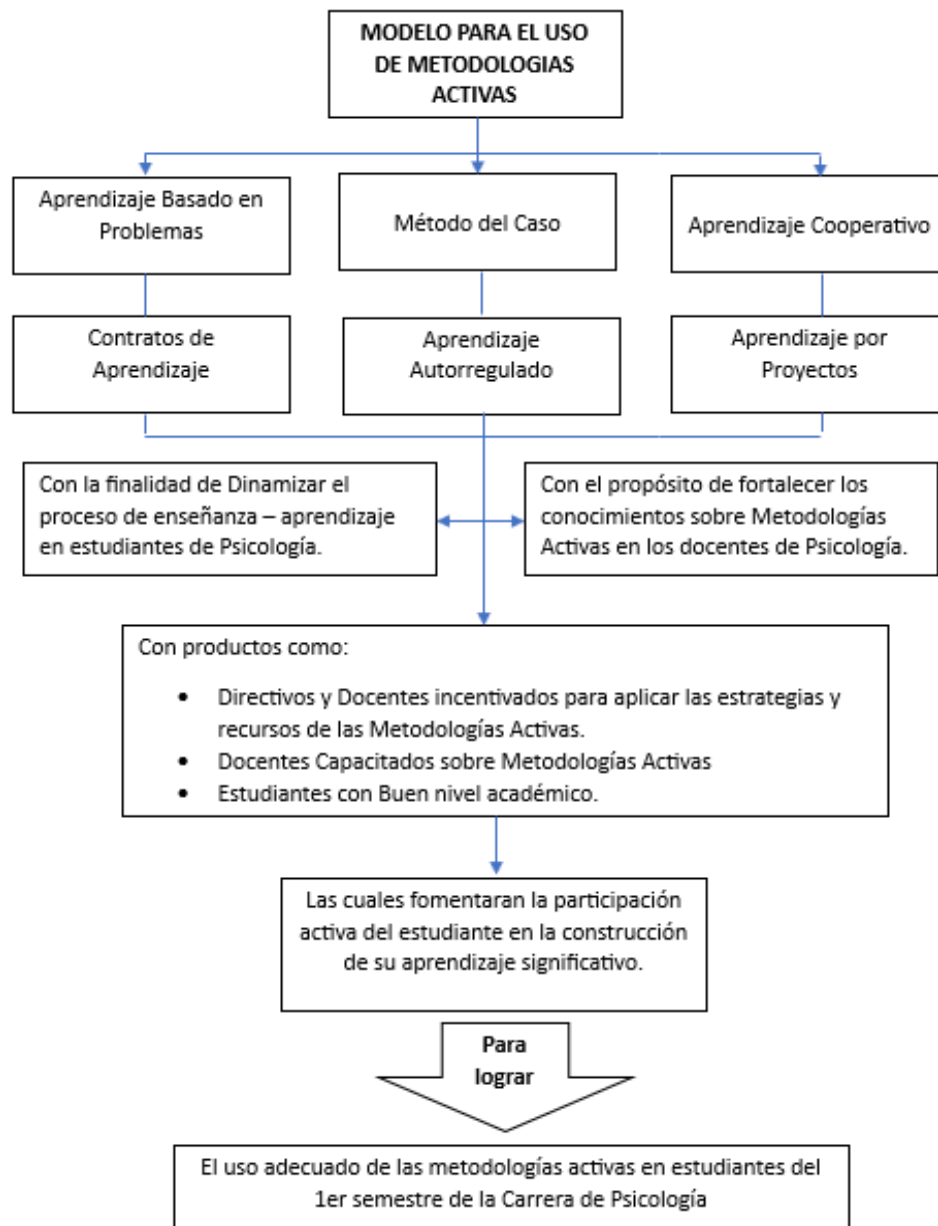 MODELO PARA EL USO
DE METODOLOGIAS
ACTIVAS
Aprendizaje Basado en
Problemas
Método del Caso
Aprendizaje Cooperativo
Contratos de
Aprendizaje
Aprendizaje
Autorregulado
Aprendizaje por
Proyectos
Con la finalidad de Dinamizar el
proceso de enseñanza – aprendizaje
en estudiantes de Psicología.
Con el propósito de fortalecer los
conocimientos sobre Metodologías
Activas en los docentes de Psicología.
Con productos como:
• Directivos y Docentes incentivados para aplicar las estrategias y
recursos de las Metodologías Activas.
• Docentes Capacitados sobre Metodologías Activas
• Estudiantes con Buen nivel académico.
Las cuales fomentaran la participación
activa del estudiante en la construcción
de su aprendizaje significativo.
Para
lograr
El uso adecuado de las metodologías activas en estudiantes del
1er semestre de la Carrera de Psicología